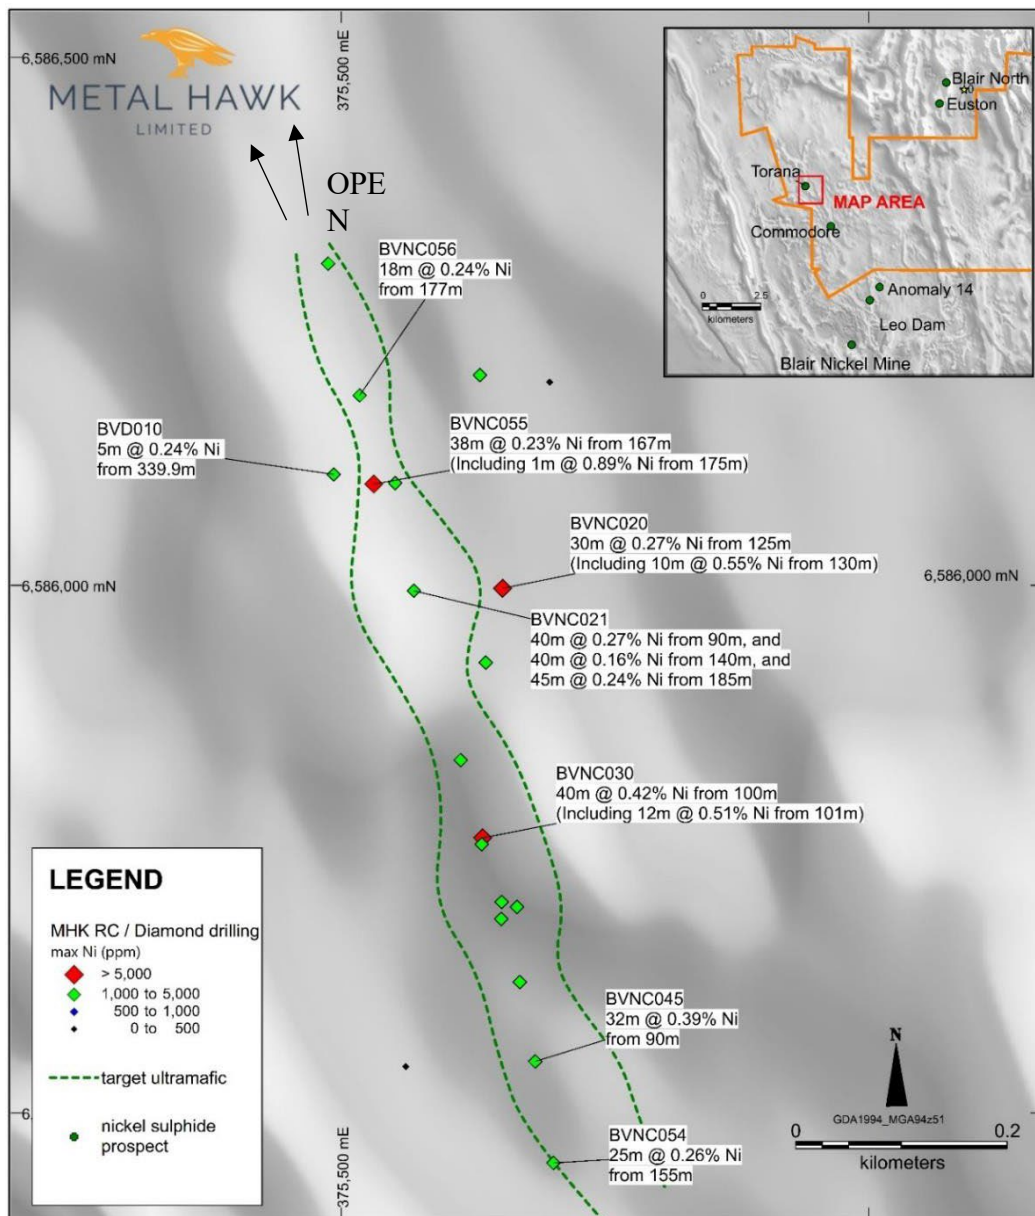 6,586,500 mN
375,500 mE
METAL HAWK
LIMITED
OPE
N
Blair North
Euston
Torana
MAP AREA
Commodore
0 2.5
kilometers
Anomaly 14
Leo Dam
Blair Nickel Mine
BVNC056
18m @ 0.24% Ni
from 177m
BVD010
5m @ 0.24% Ni
from 339.9m
BVNC055
38m @ 0.23% Ni from 167m
(Including 1m @ 0.89% Ni from 175m)
BVNC020
30m @ 0.27% Ni from 125m
(Including 10m @ 0.55% Ni from 130m)
6,586,000 mN
6,586,000 mN
BVNC021
40m @ 0.27% Ni from 90m, and
40m @ 0.16% Ni from 140m, and
45m @ 0.24% Ni from 185m
BVNC030
40m @ 0.42% Ni from 100m
(Including 12m @ 0.51% Ni from 101m)
LEGEND
MHK RC / Diamond drilling
max Ni (ppm)
> 5,000
1,000 to 5,000
500 to 1,000
0 to 500
target ultramafic
nickel sulphide
prospect
BVNC045
32m @ 0.39% Ni
from 90m
N
GDA1994_MGA94z51
0 0.2
kilometers
375,500 mE
BVNC054
25m @ 0.26% Ni
from 155m